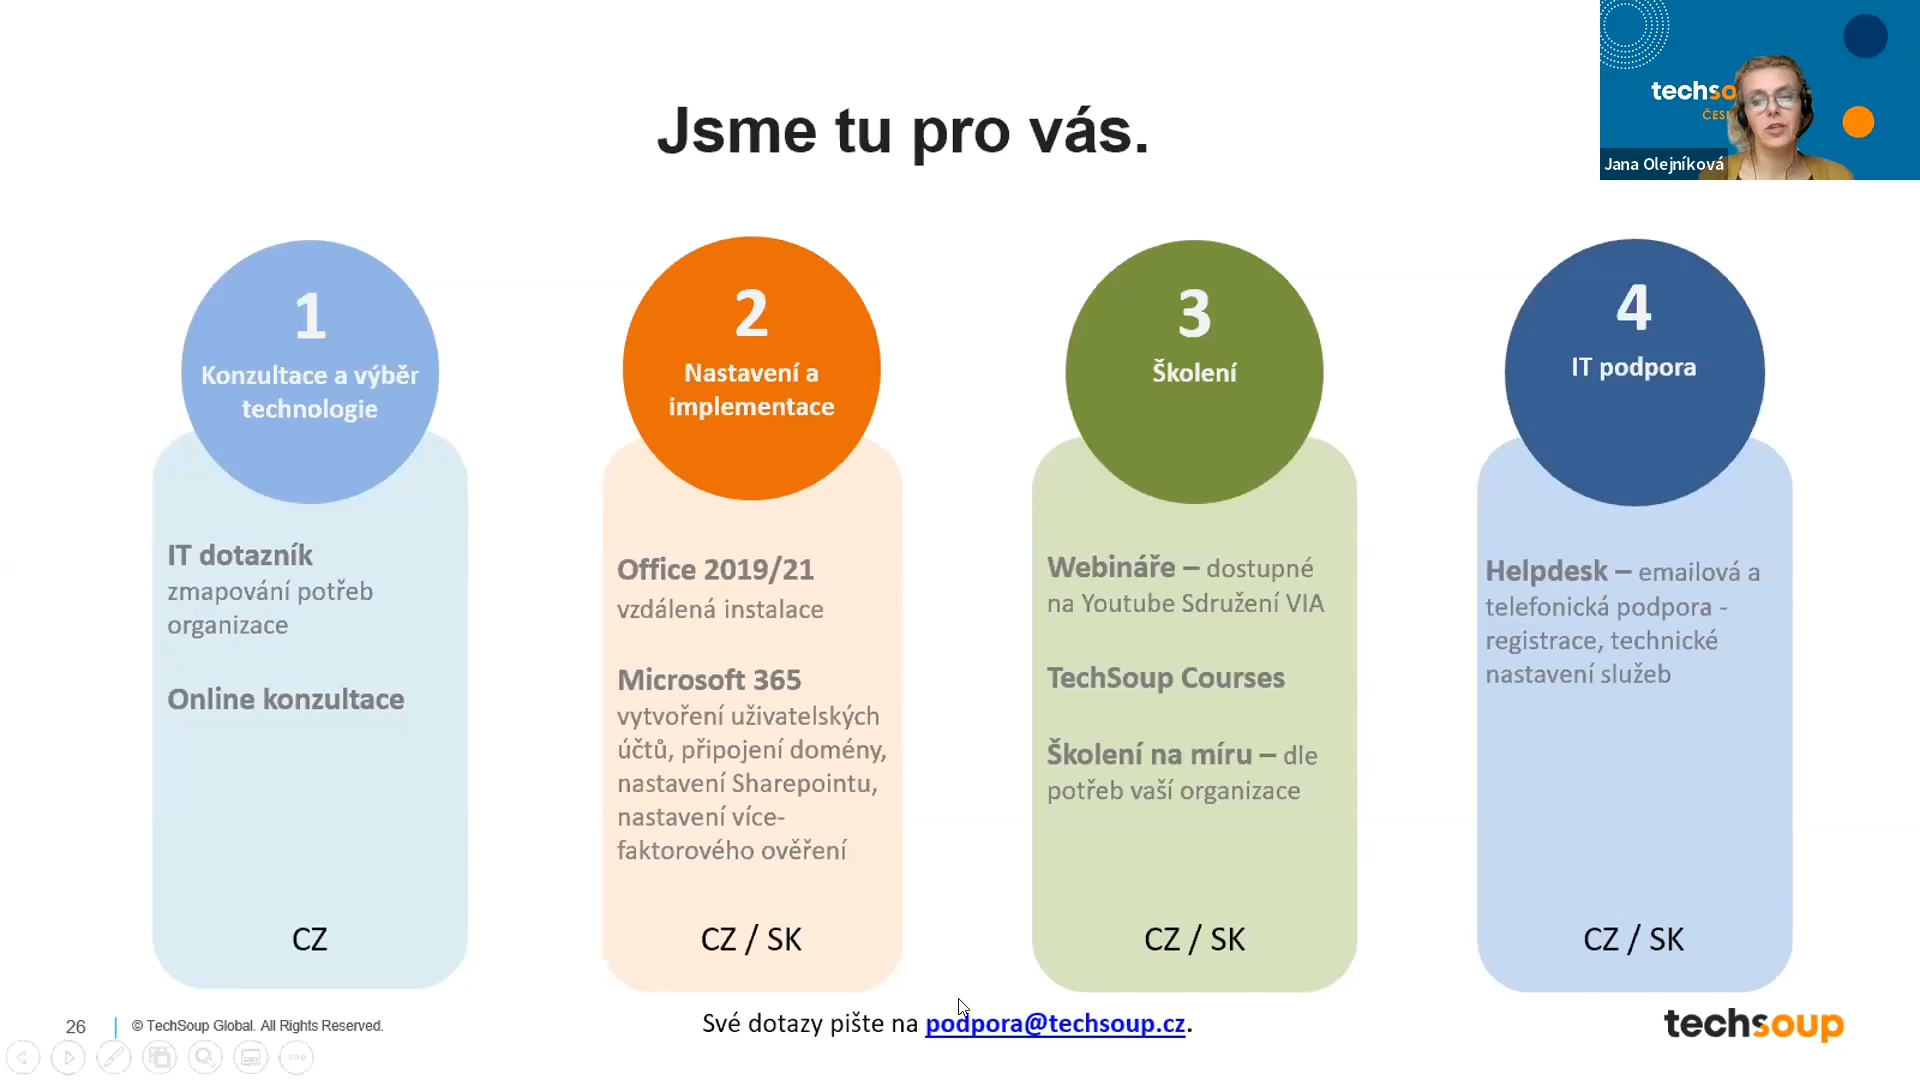 Jsme tu pro vás.
techso
ČES
Jana Olejníková
1
Konzultace a výběr
technologie
IT dotazník
zmapování potřeb
organizace
Online konzultace
CZ
2
Nastavení a
implementace
Office 2019/21
vzdálená instalace
Microsoft 365
vytvoření uživatelských
účtů, připojení domény,
nastavení Sharepointu,
nastavení více-
faktorového ověření
CZ / SK
3
Školení
Webináře – dostupné
na Youtube Sdružení VIA
TechSoup Courses
Školení na míru – dle
potřeb vaší organizace
CZ / SK
4
IT podpora
Helpdesk – emailová a
telefonická podpora -
registrace, technické
nastavení služeb
CZ / SK
26
© TechSoup Global. All Rights Reserved.
Své dotazy pište na podpora@techsoup.cz.
techsoup